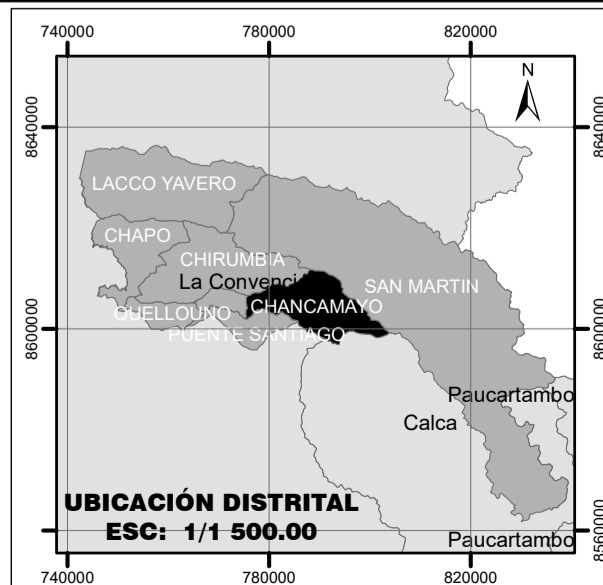 740000 780000 820000
N
8640000 8640000
LACCO YAVERO
CHAPO
CHIRUMBIA
La Convenci
SAN MARTIN
CHANCAMAYO
QUELLOUNO
8600000 8600000
PUENTE SANTIAGO
Paucartambo
Calca
UBICACIÓN DISTRITAL
ESC: 1/1 500.00
Paucartambo
8560000
740000 780000 820000